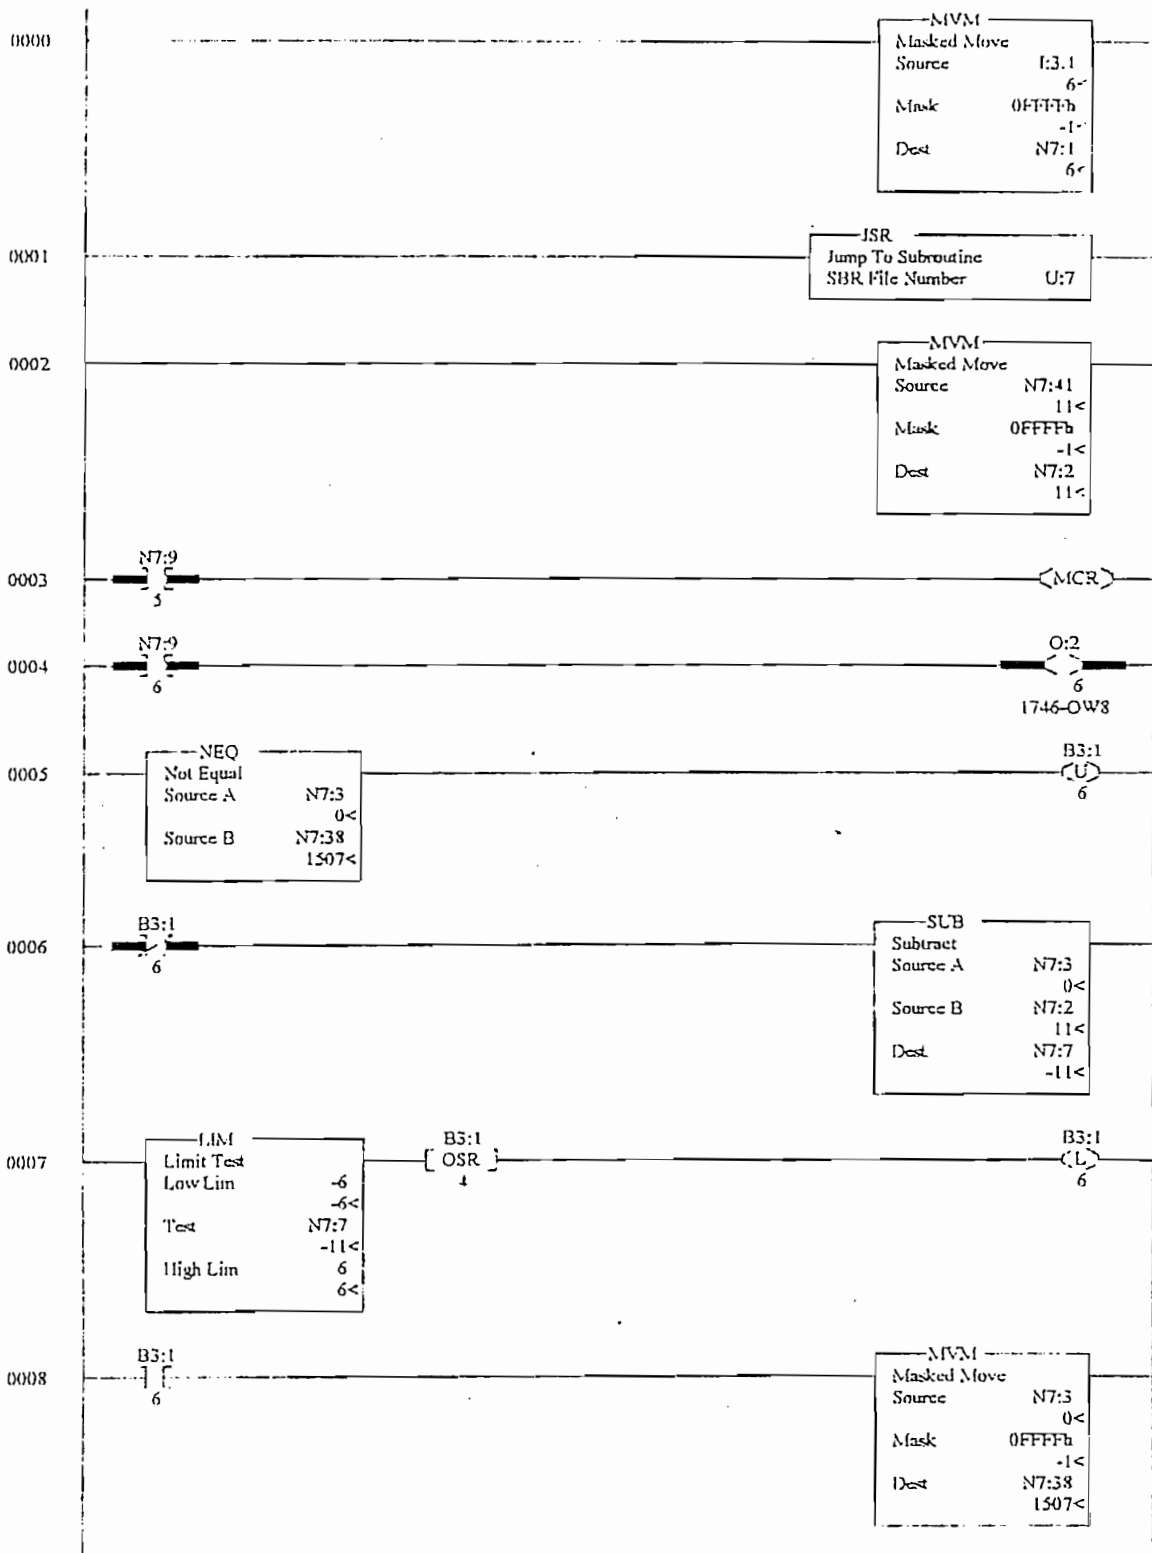 MVM
0000
Masked Move
Source I:3.1
6<
Mask 0FFFFh
-1<
Dest N7:1
6<
JSR
0001
Jump To Subroutine
SBR File Number U:7
MVM
0002
Masked Move
Source N7:41
11<
Mask 0FFFFh
-1<
Dest N7:2
11<
N7:9
0003
MCR
5
N7:9 O:2
0004
6 6
1746-OW8
NEQ B3:1
0005
Not Equal U
Source A N7:3 6
0<
Source B N7:38
1507<
B3:1 SUB
0006
Subtract
6
Source A N7:3
0<
Source B N7:2
11<
Dest N7:7
-11<
LIM B3:1 B3:1
0007
Limit Test OSR L
Low Lim -6 4 6
-6<
Test N7:7
-11<
High Lim 6
6<
B3:1 MVM
0008
Masked Move
6
Source N7:3
0<
Mask 0FFFFh
-1<
Dest N7:38
1507<